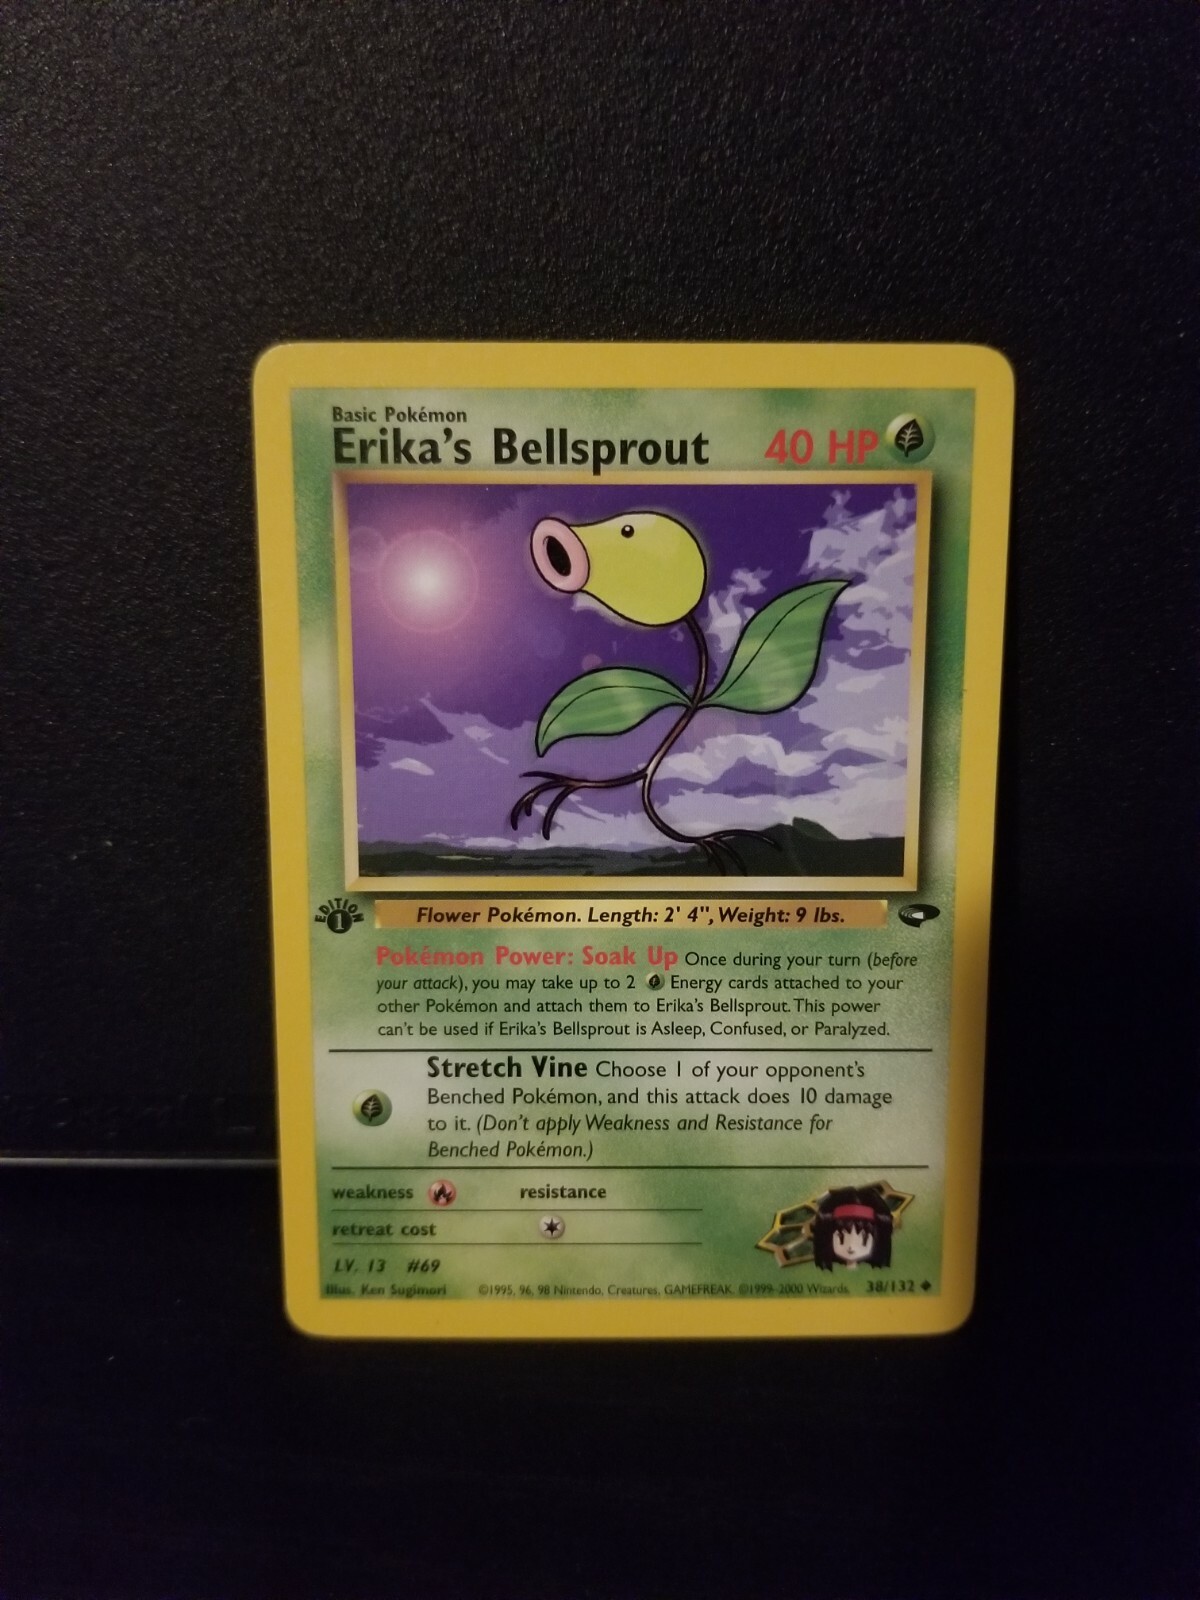 Basic Pokémon
Erika's Bellsprout 40 HP
EDITION
1
Flower Pokémon. Length: 2' 4", Weight: 9 lbs.
Pokémon Power: Soak Up Once during your turn (before
your attack), you may take up to 2 Energy cards attached to your
other Pokémon and attach them to Erika's Bellsprout. This power
can't be used if Erika's Bellsprout is Asleep, Confused, or Paralyzed.
Stretch Vine Choose 1 of your opponent's
Benched Pokémon, and this attack does 10 damage
to it. (Don't apply Weakness and Resistance for
Benched Pokémon.)
weakness resistance
retreat cost
LV. 13 #69
Illus. Ken Sugimori ©1995, 96, 98 Nintendo, Creatures, GAMEFREAK. ©1999-2000 Wizards. 38/132